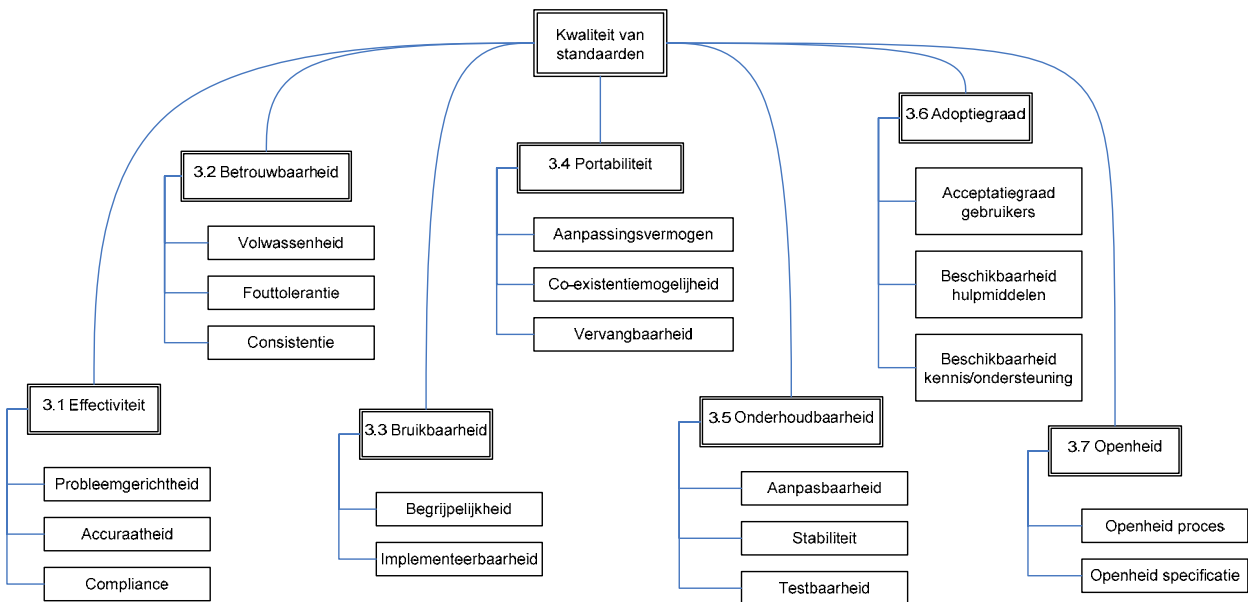 Kwaliteit van
standaarden
3.1 Effectiviteit
Probleemgerichtheid
Accuraatheid
Compliance
3.2 Betrouwbaarheid
Volwassenheid
Fouttolerantie
Consistentie
3.3 Bruikbaarheid
Begrijpelijkheid
Implementeerbaarheid
3.4 Portabiliteit
Aanpassingsvermogen
Co-existentiemogelijheid
Vervangbaarheid
3.5 Onderhoudbaarheid
Aanpasbaarheid
Stabiliteit
Testbaarheid
3.6 Adoptiegraad
Acceptatiegraad
gebruikers
Beschikbaarheid
hulpmiddelen
Beschikbaarheid
kennis/ondersteuning
3.7 Openheid
Openheid proces
Openheid specificatie